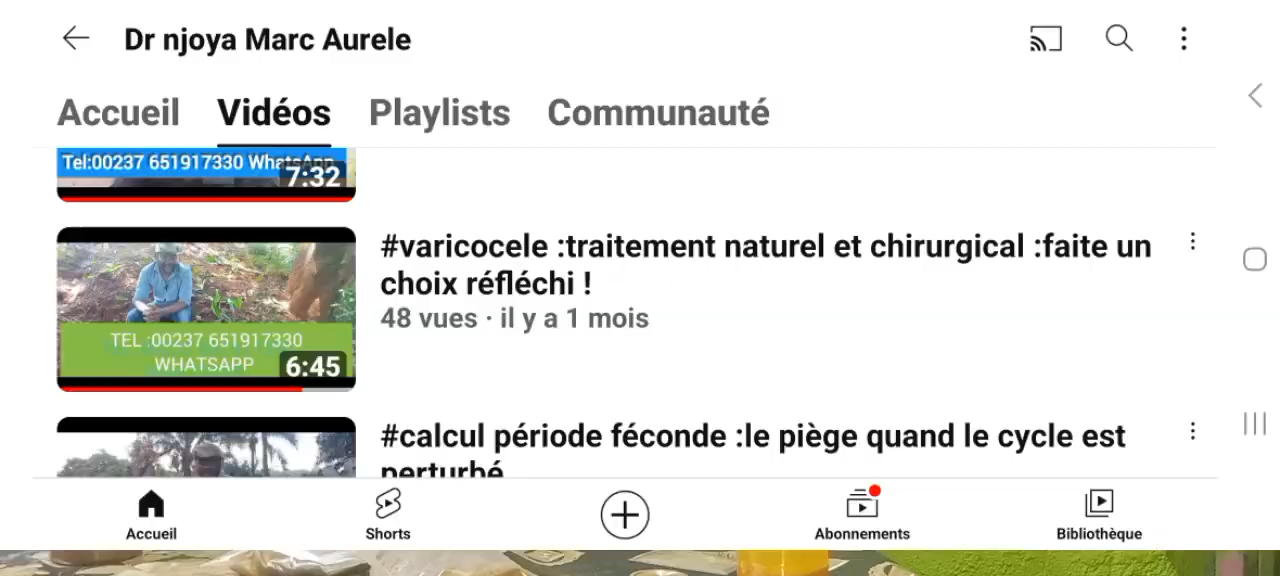 Dr njoya Marc Aurele
Accueil Vidéos Playlists Communauté
Tel:00237 651917330 WhatsApp
7:32
#varicocele :traitement naturel et chirurgical :faite un
choix réfléchi !
48 vues · il y a 1 mois
TEL :00237 651917330
WHATSAPP
6:45
#calcul période féconde :le piège quand le cycle est
perturbé
Accueil Shorts Abonnements Bibliothèque